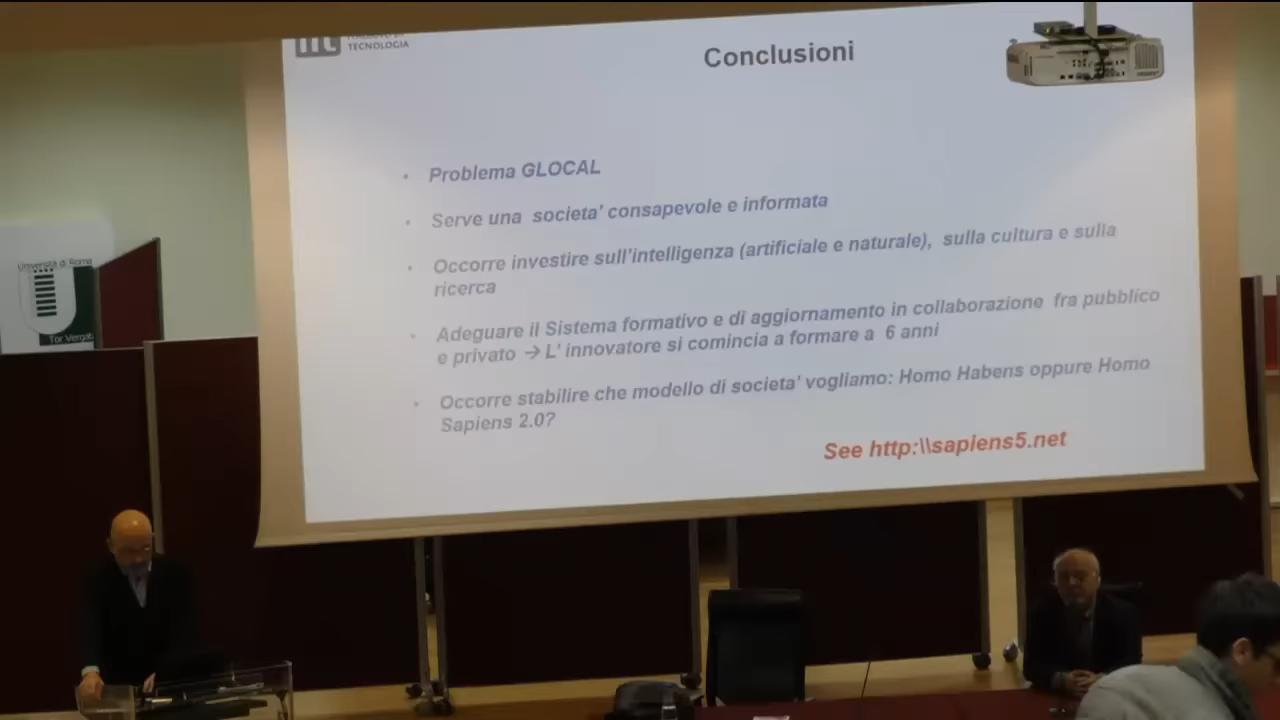 TECNOLOGIA
Conclusioni
• Problema GLOCAL
• Serve una societa' consapevole e informata
• Occorre investire sull'intelligenza (artificiale e naturale), sulla cultura e sulla
ricerca
• Adeguare il Sistema formativo e di aggiornamento in collaborazione fra pubblico
e privato → L' innovatore si comincia a formare a 6 anni
• Occorre stabilire che modello di societa' vogliamo: Homo Habens oppure Homo
Sapiens 2.0?
See http:\\sapiens5.net
Università di Roma
Tor Vergat